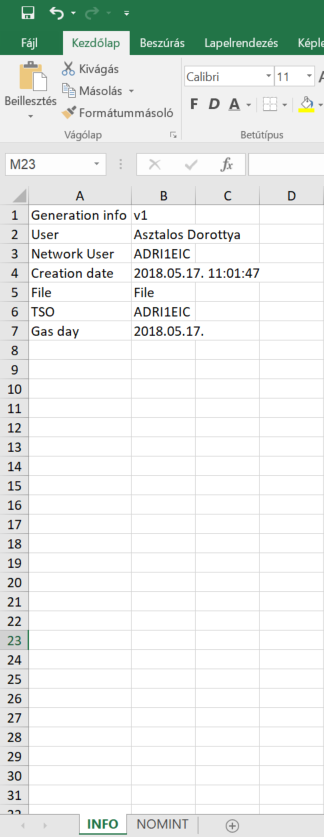 Fájl Kezdőlap Beszúrás Lapelrendezés
Kivágás
Másolás
Formátummásoló
Beillesztés
Vágólap
Calibri 11
F D A
Betűtípus
M23 fx
A B C D
1 Generation info v1
2 User Asztalos Dorottya
3 Network User ADRI1EIC
4 Creation date 2018.05.17. 11:01:47
5 File File
6 TSO ADRI1EIC
7 Gas day 2018.05.17.
8
9
10
11
12
13
14
15
16
17
18
19
20
21
22
23
24
25
26
27
28
29
30
31
INFO NOMINT